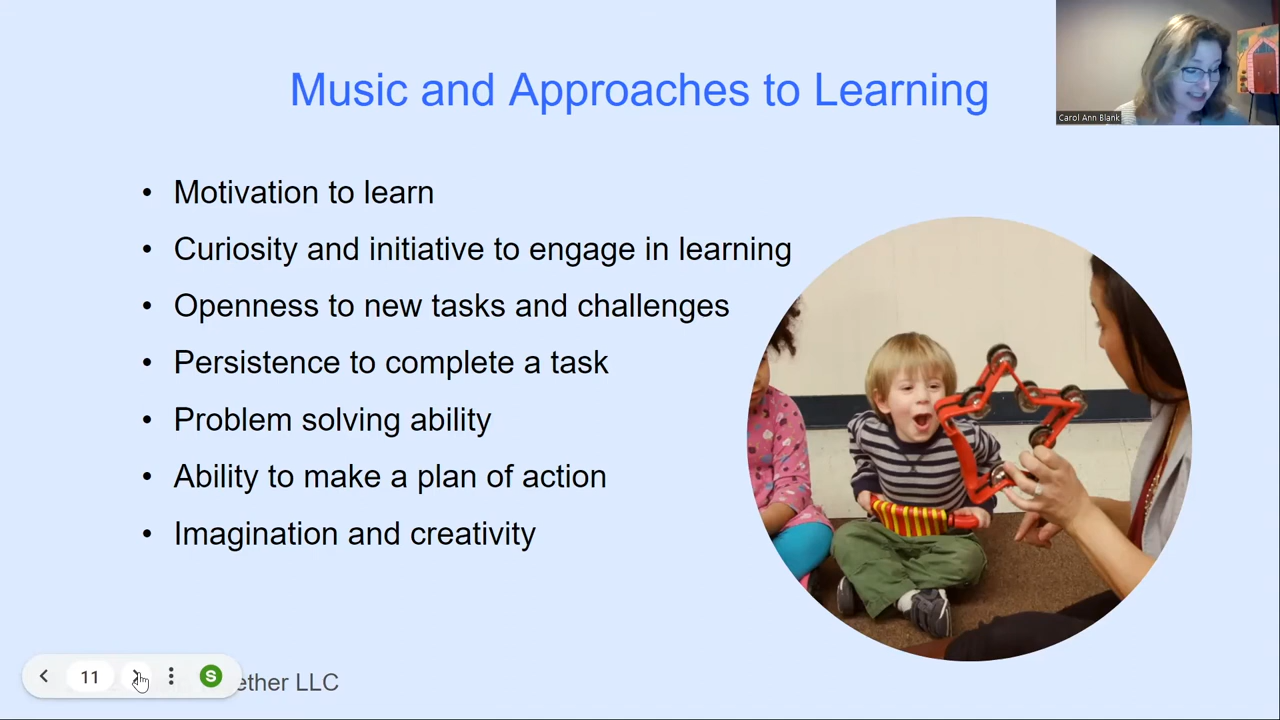 Music and Approaches to Learning
Carol Ann Blank
• Motivation to learn
• Curiosity and initiative to engage in learning
• Openness to new tasks and challenges
• Persistence to complete a task
• Problem solving ability
• Ability to make a plan of action
• Imagination and creativity
11
S
ether LLC